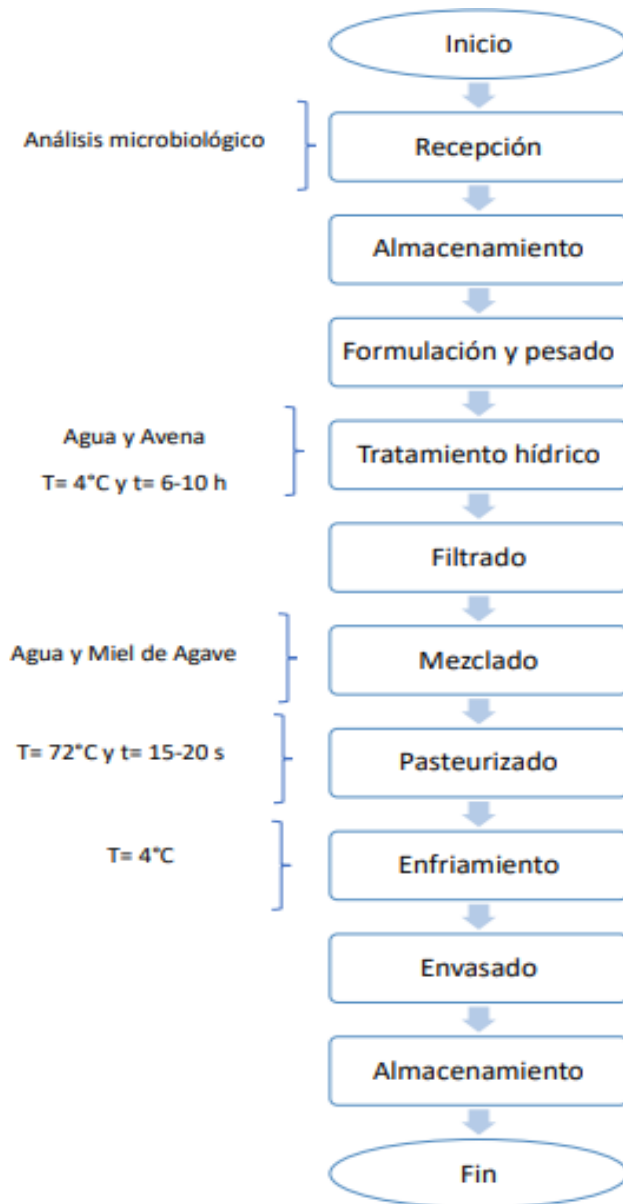 Inicio
Análisis microbiológico
Recepción
Almacenamiento
Formulación y pesado
Agua y Avena
T= 4°C y t= 6-10 h
Tratamiento hídrico
Filtrado
Agua y Miel de Agave
Mezclado
T= 72°C y t= 15-20 s
Pasteurizado
T= 4°C
Enfriamiento
Envasado
Almacenamiento
Fin